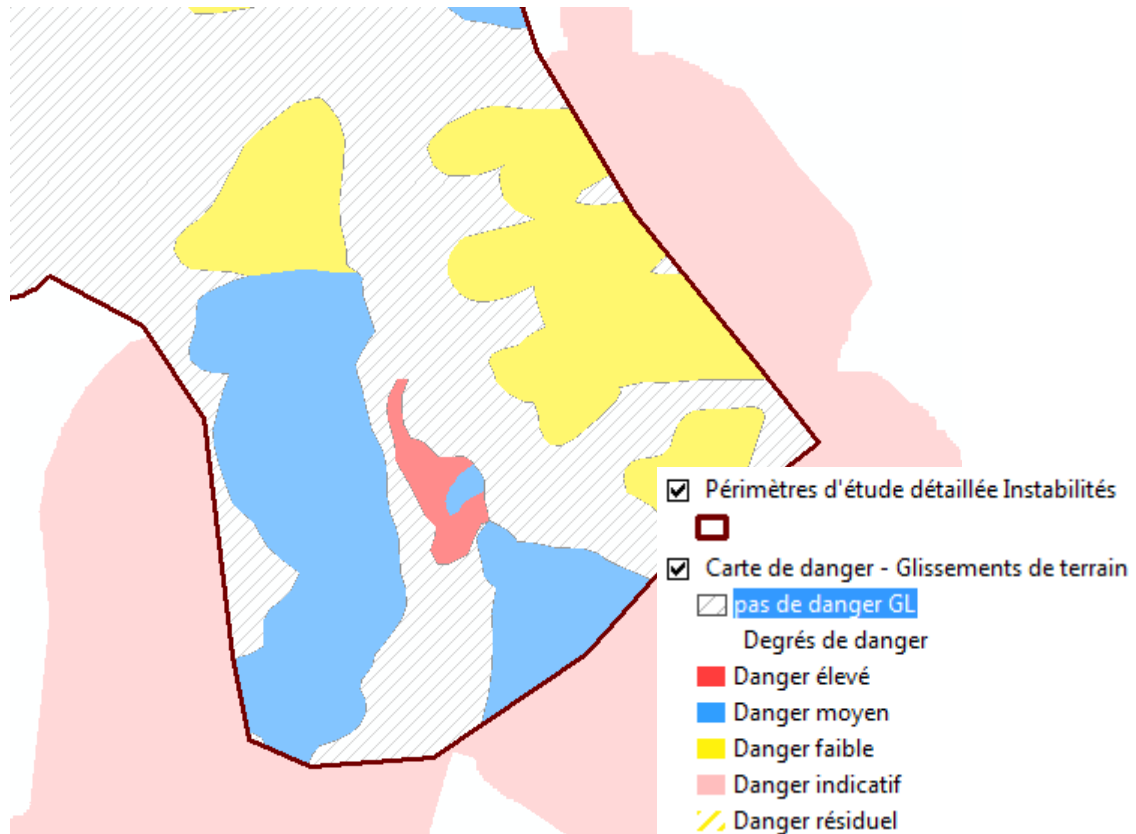 Périmètres d'étude détaillée Instabilités
Carte de danger - Glissements de terrain
pas de danger GL
Degrés de danger
Danger élevé
Danger moyen
Danger faible
Danger indicatif
Danger résiduel